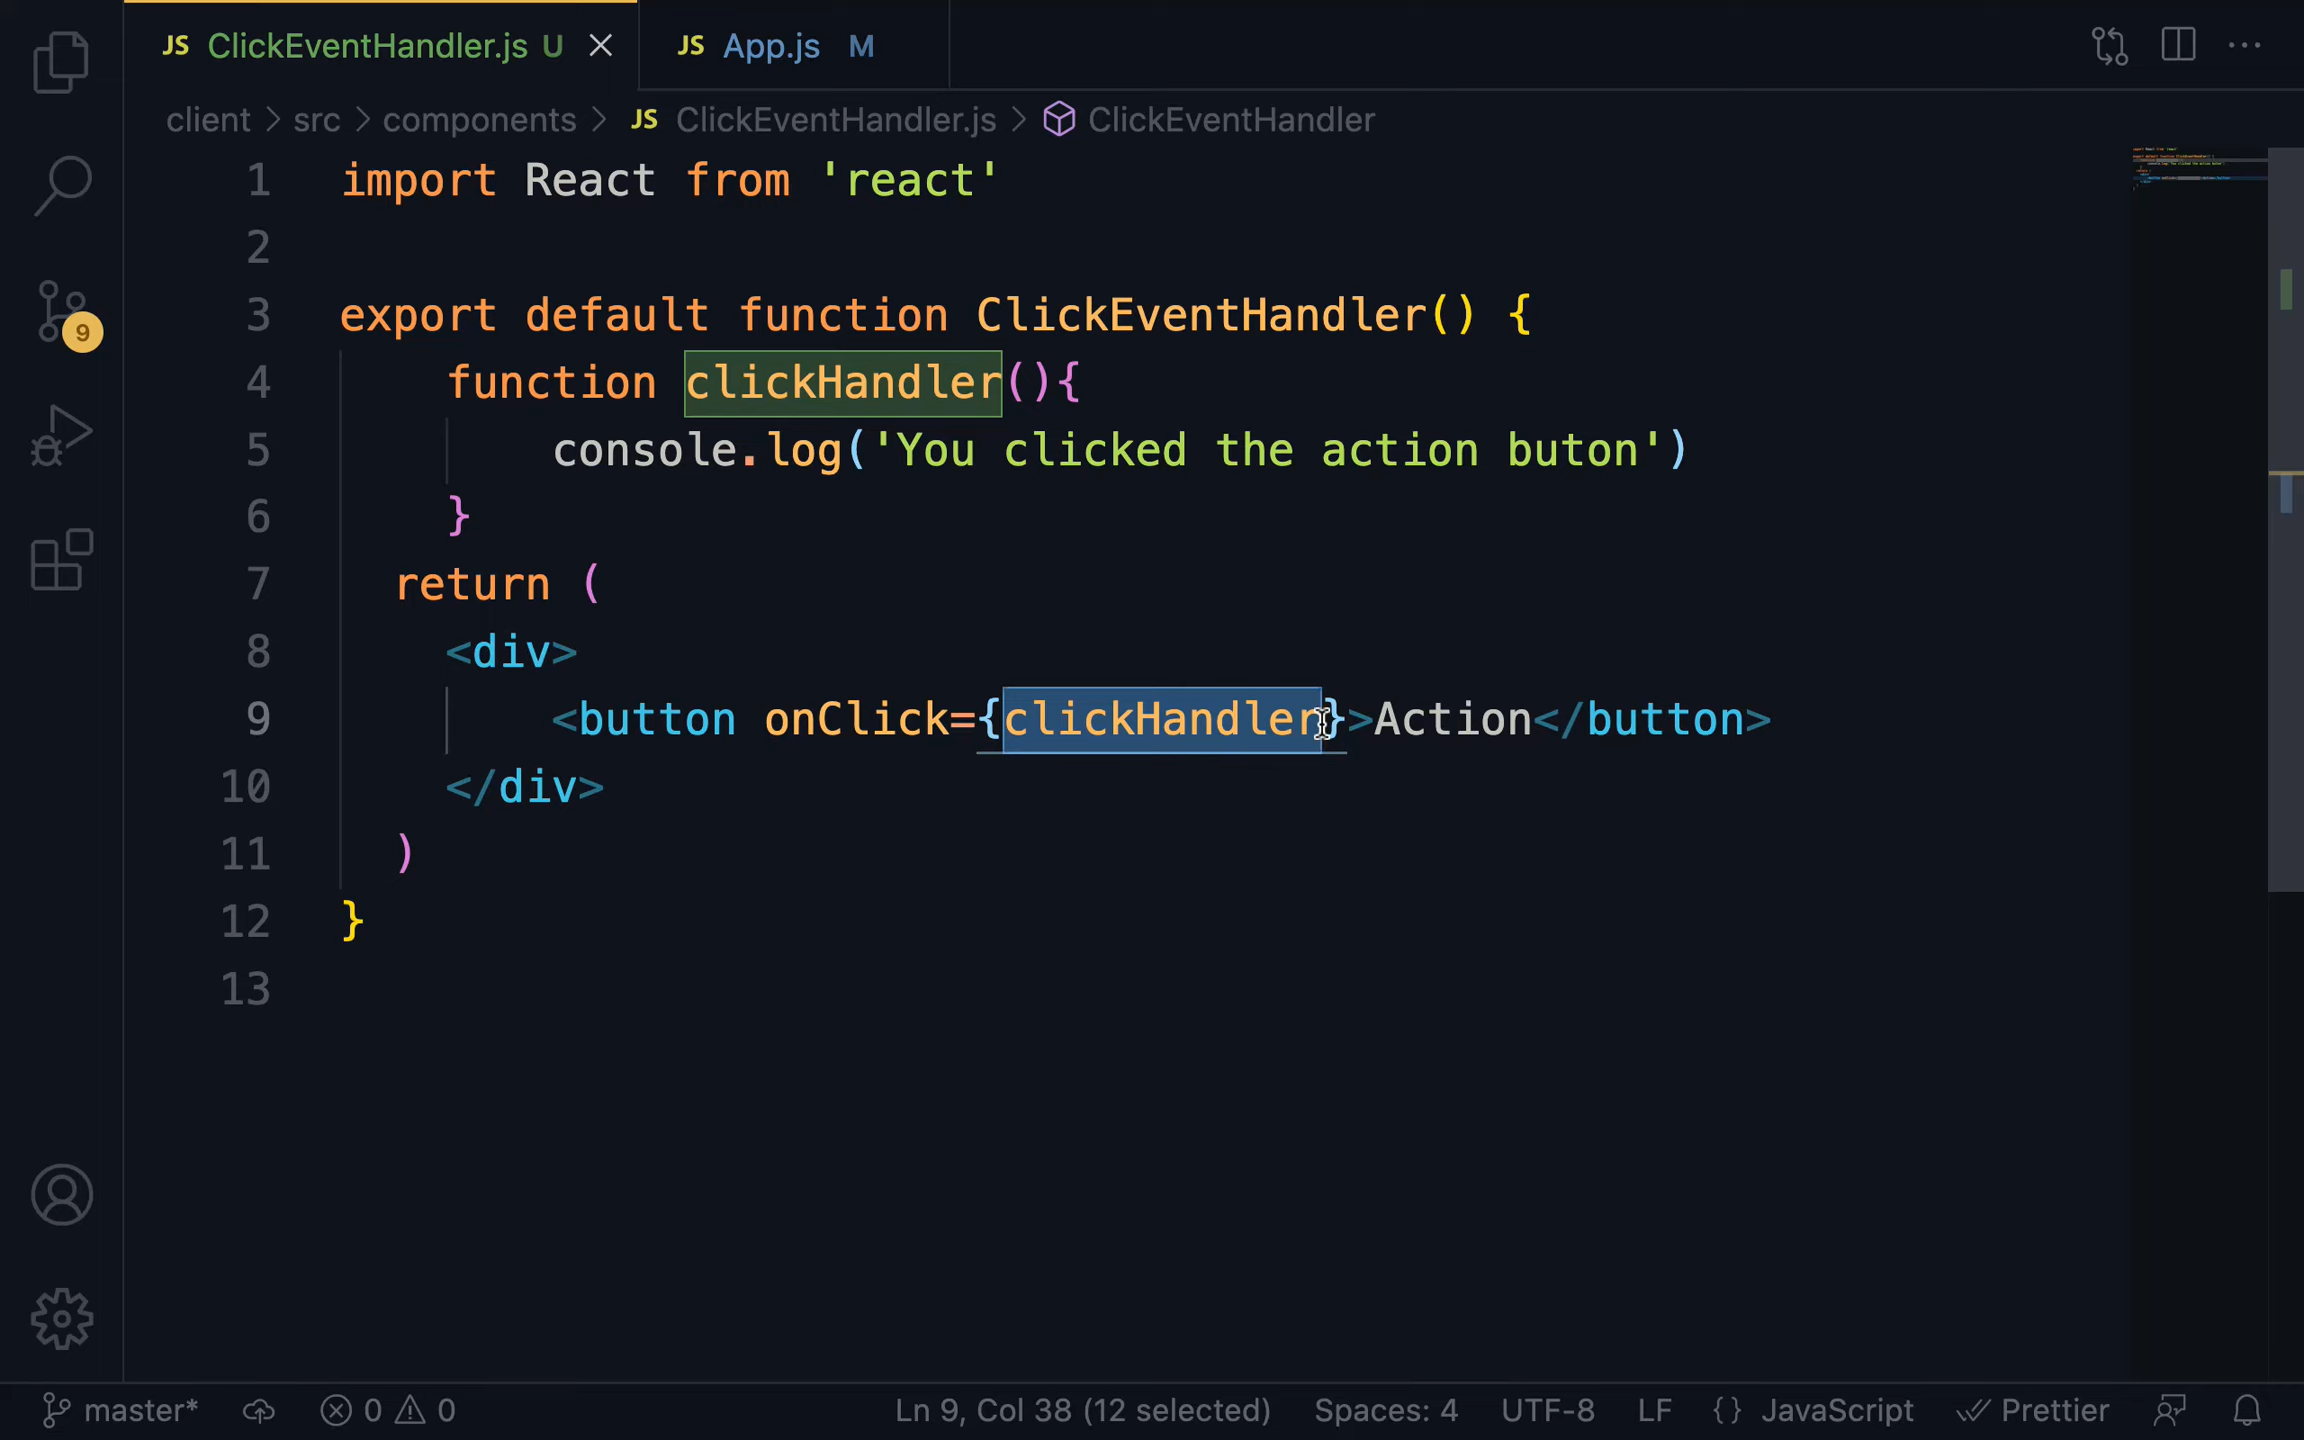 JS ClickEventHandler.js U
JS App.js M
client > src > components > JS ClickEventHandler.js > ClickEventHandler
1 import React from 'react'
2
3 export default function ClickEventHandler() {
4 function clickHandler(){
5 console.log('You clicked the action buton')
6 }
7 return (
8 <div>
9 <button onClick={clickHandler}>Action</button>
10 </div>
11 )
12 }
13
9
master* 0 0 Ln 9, Col 38 (12 selected) Spaces: 4 UTF-8 LF {} JavaScript Prettier